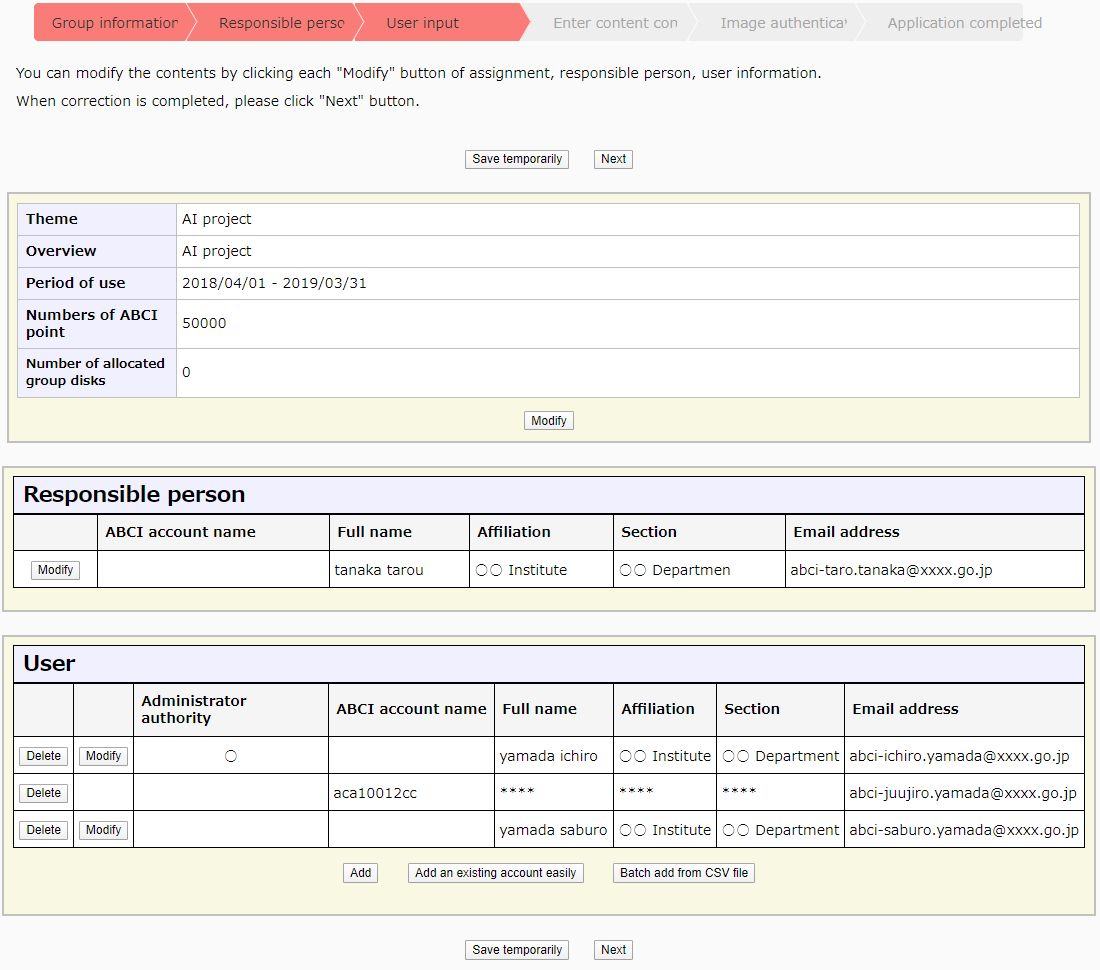 Group information Responsible perso User input Enter content con Image authentica Application completed
You can modify the contents by clicking each "Modify" button of assignment, responsible person, user information.
When correction is completed, please click "Next" button.
Save temporarily Next
Theme AI project
Overview AI project
Period of use 2018/04/01 - 2019/03/31
Numbers of ABCI
point
50000
Number of allocated
group disks
0
Modify
Responsible person
ABCI account name Full name Affiliation Section Email address
Modify tanaka tarou 〇〇 Institute 〇〇 Departmen abci-taro.tanaka@xxxx.go.jp
User
Administrator
authority
ABCI account name Full name Affiliation Section Email address
Delete Modify 〇 yamada ichiro 〇〇 Institute 〇〇 Department abci-ichiro.yamada@xxxx.go.jp
Delete aca10012cc **** **** **** abci-juujiro.yamada@xxxx.go.jp
Delete Modify yamada saburo 〇〇 Institute 〇〇 Department abci-saburo.yamada@xxxx.go.jp
Add Add an existing account easily Batch add from CSV file
Save temporarily Next